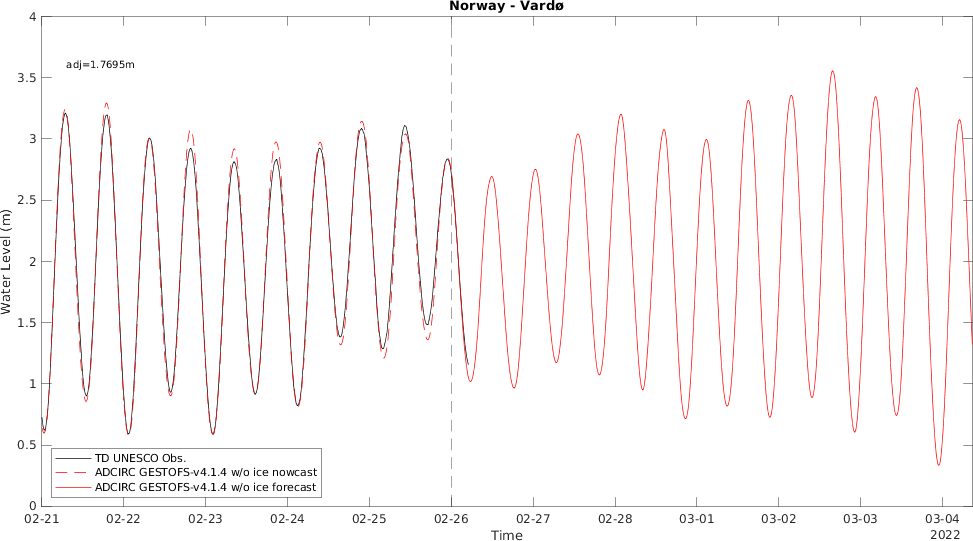 Norway - Vardø
4
3.5
3
2.5
2
1.5
1
0.5
0
Water Level (m)
adj=1.7695m
TD UNESCO Obs.
ADCIRC GESTOFS-v4.1.4 w/o ice nowcast
ADCIRC GESTOFS-v4.1.4 w/o ice forecast
02-21 02-22 02-23 02-24 02-25 02-26 02-27 02-28 03-01 03-02 03-03 03-04
Time
2022